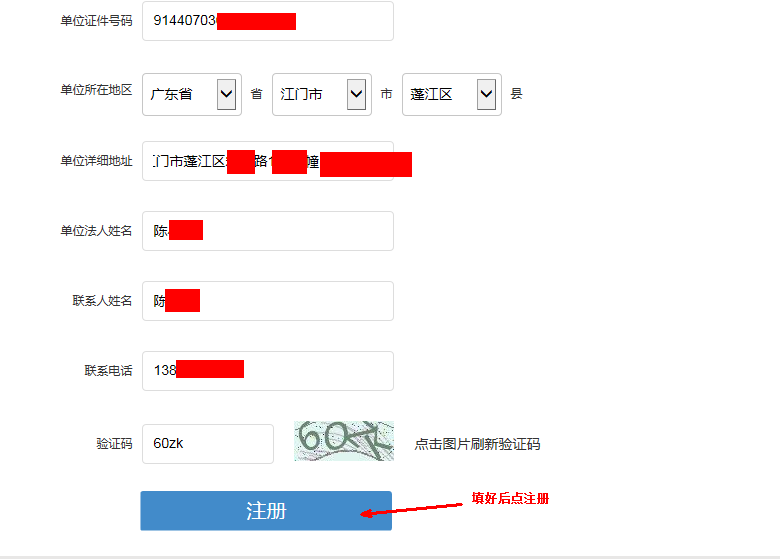 单位证件号码 91440703
单位所在地区 广东省 省 江门市 市 蓬江区 县
单位详细地址 门市蓬江区 路1 幢
单位法人姓名 陈
联系人姓名 陈
联系电话 138
验证码 60zk 60zk 点击图片刷新验证码
注册 填好后点注册